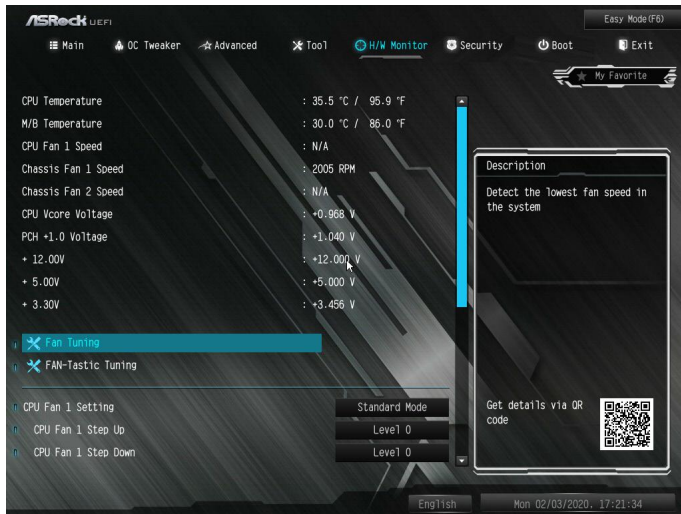 ASRock UEFI
Easy Mode(F6)
Main OC Tweaker Advanced Tool H/W Monitor Security Boot Exit
My Favorite
CPU Temperature : 35.5 °C / 95.9 °F
M/B Temperature : 30.0 °C / 86.0 °F
CPU Fan 1 Speed : N/A
Chassis Fan 1 Speed : 2005 RPM
Chassis Fan 2 Speed : N/A
CPU Vcore Voltage : +0.968 V
PCH +1.0 Voltage : +1.040 V
+ 12.00V : +12.000 V
+ 5.00V : +5.000 V
+ 3.30V : +3.456 V
Fan Tuning
FAN-Tastic Tuning
CPU Fan 1 Setting Standard Mode
CPU Fan 1 Step Up Level 0
CPU Fan 1 Step Down Level 0
Description
Detect the lowest fan speed in
the system
Get details via QR
code
English
Mon 02/03/2020. 17:21:34